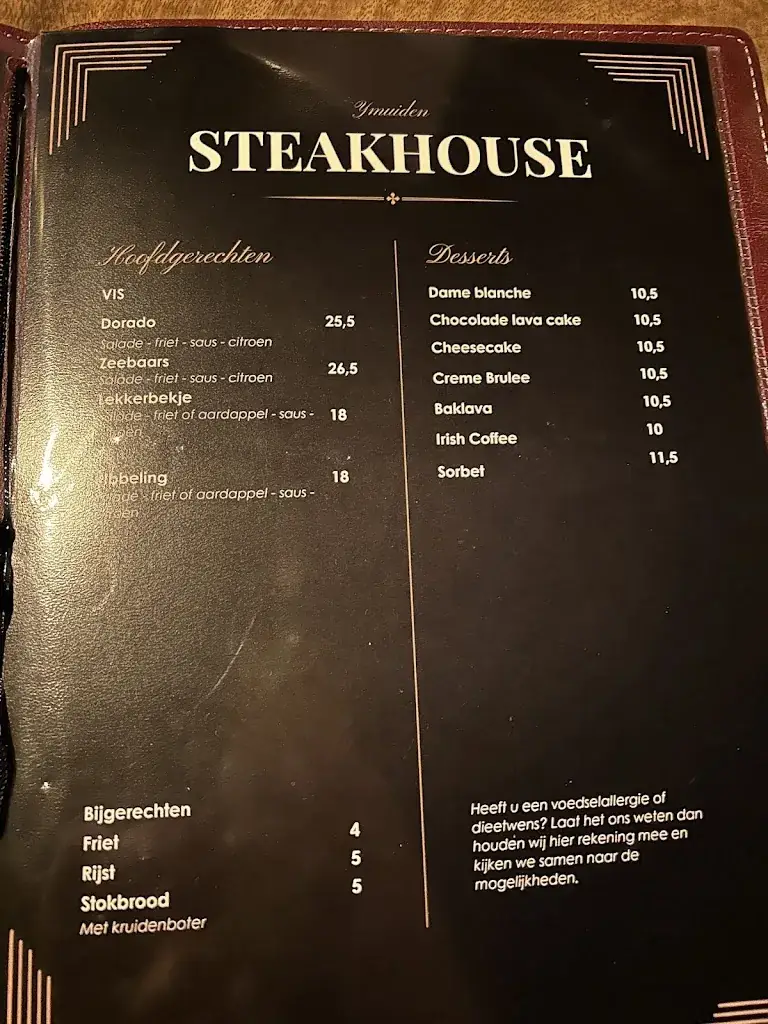 Ymuiden
STEAKHOUSE
Hoofdgerechten
VIS
Dorado 25,5
Salade - friet - saus - citroen
Zeebaars 26,5
Salade - friet - saus - citroen
Lekkerbekje
- friet of aardappel - saus - 18
18
- friet of aardappel - saus -
Desserts
Dame blanche 10,5
Chocolade lava cake 10,5
Cheesecake 10,5
Creme Brulee 10,5
Baklava 10,5
Irish Coffee 10
Sorbet 11,5
Bijgerechten
Friet 4
Rijst 5
Stokbrood 5
Met kruidenboter
Heeft u een voedselallergie of
dieetwens? Laat het ons weten dan
houden wij hier rekening mee en
kijken we samen naar de
mogelijkheden.